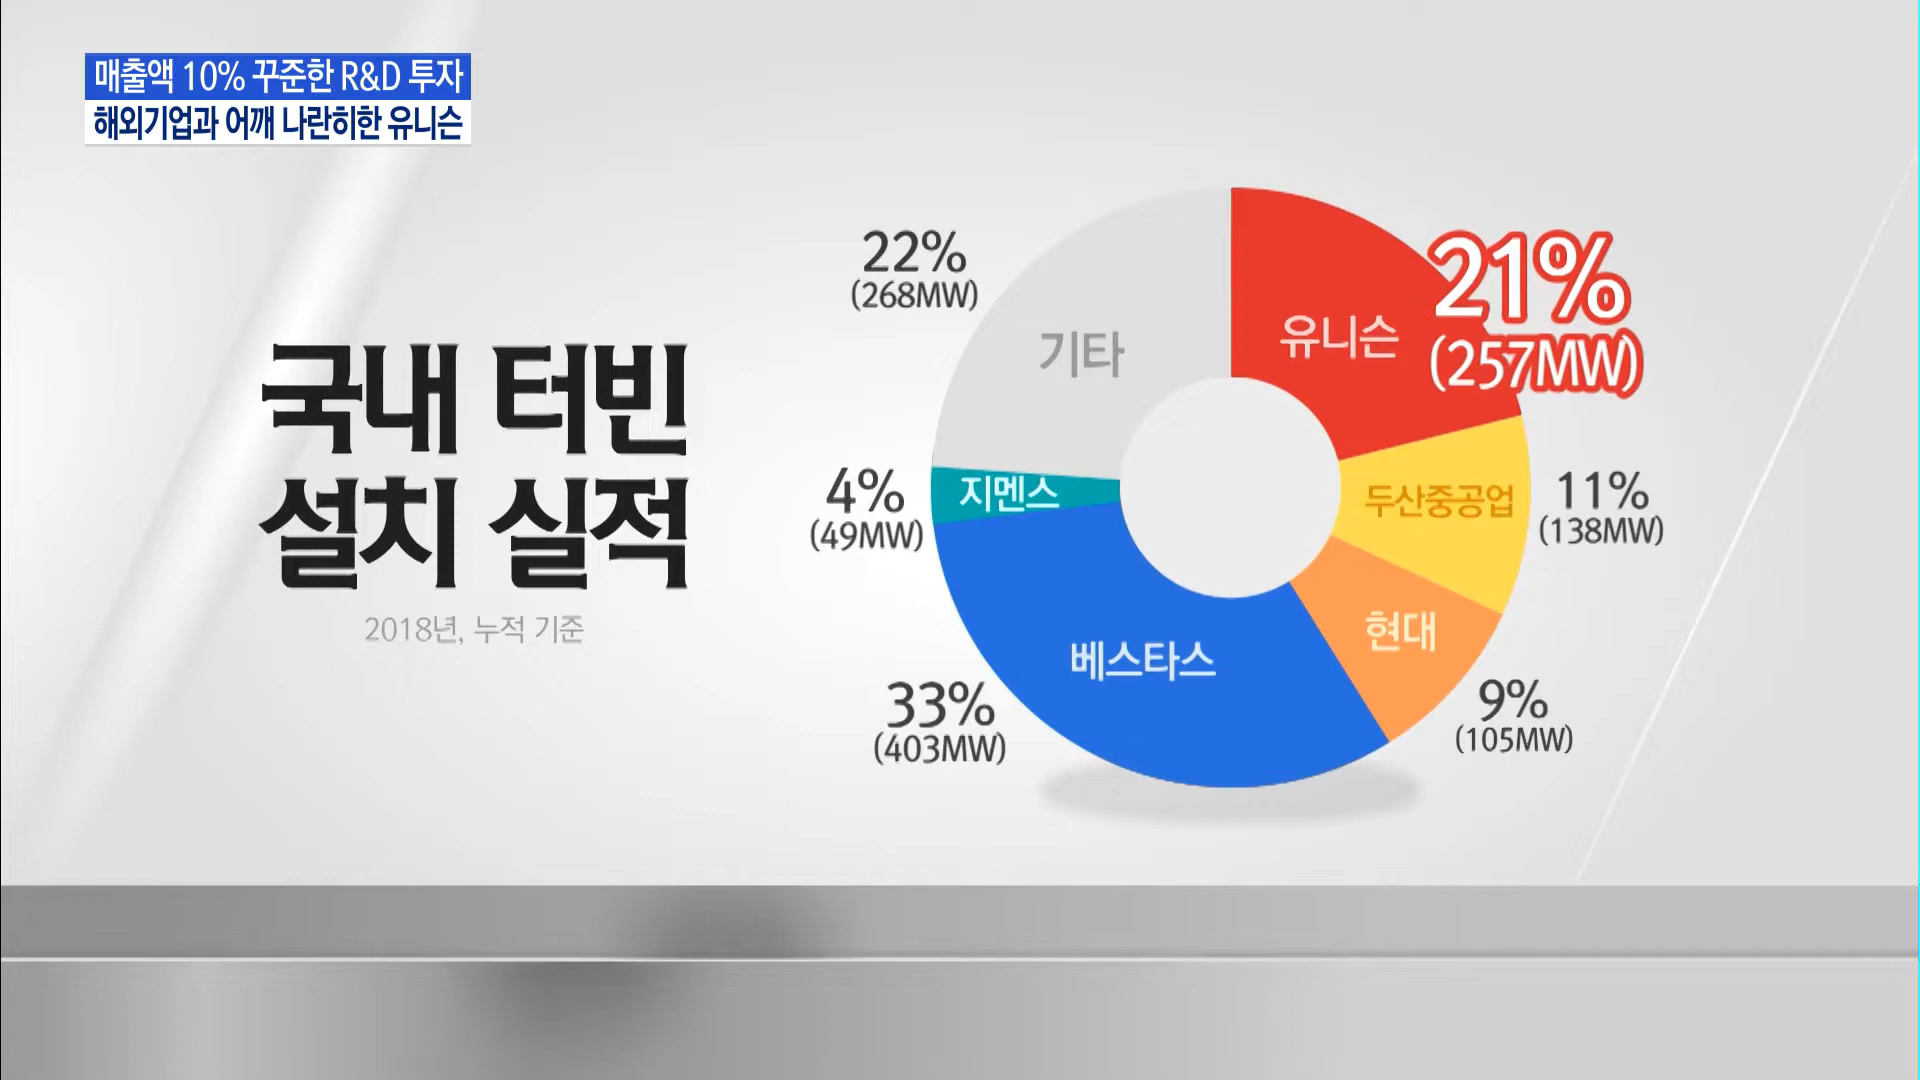 매출액 10% 꾸준한 R&D 투자
해외기업과 어깨 나란히한 유니슨
국내 터빈
설치 실적
2018년, 누적 기준
유니슨
21%
(257MW)
두산중공업
11%
(138MW)
현대
9%
(105MW)
베스타스
33%
(403MW)
지멘스
4%
(49MW)
기타
22%
(268MW)